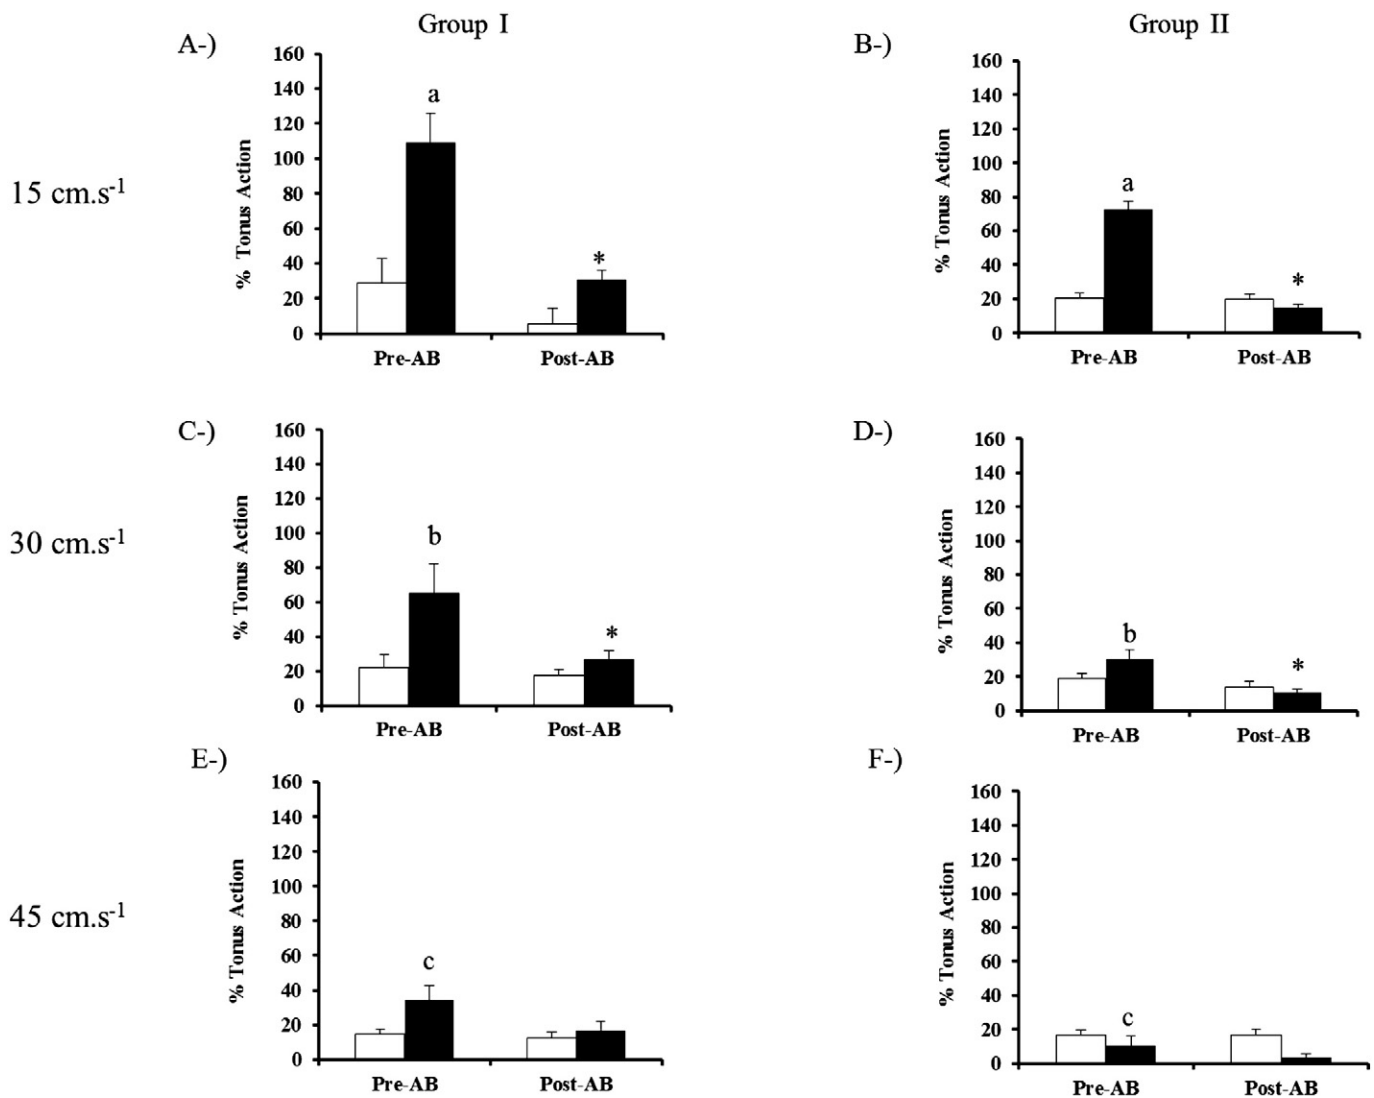 Group I
Group II
A-)
160
140
120
100
80
60
40
20
0
% Tonus Action
a
*
Pre-AB
Post-AB
B-)
160
140
120
100
80
60
40
20
0
% Tonus Action
a
*
Pre-AB
Post-AB
15 cm.s-1
C-)
160
140
120
100
80
60
40
20
0
% Tonus Action
b
*
Pre-AB
Post-AB
D-)
160
140
120
100
80
60
40
20
0
% Tonus Action
b
*
Pre-AB
Post-AB
30 cm.s-1
E-)
160
140
120
100
80
60
40
20
0
% Tonus Action
c
Pre-AB
Post-AB
F-)
160
140
120
100
80
60
40
20
0
% Tonus Action
c
Pre-AB
Post-AB
45 cm.s-1